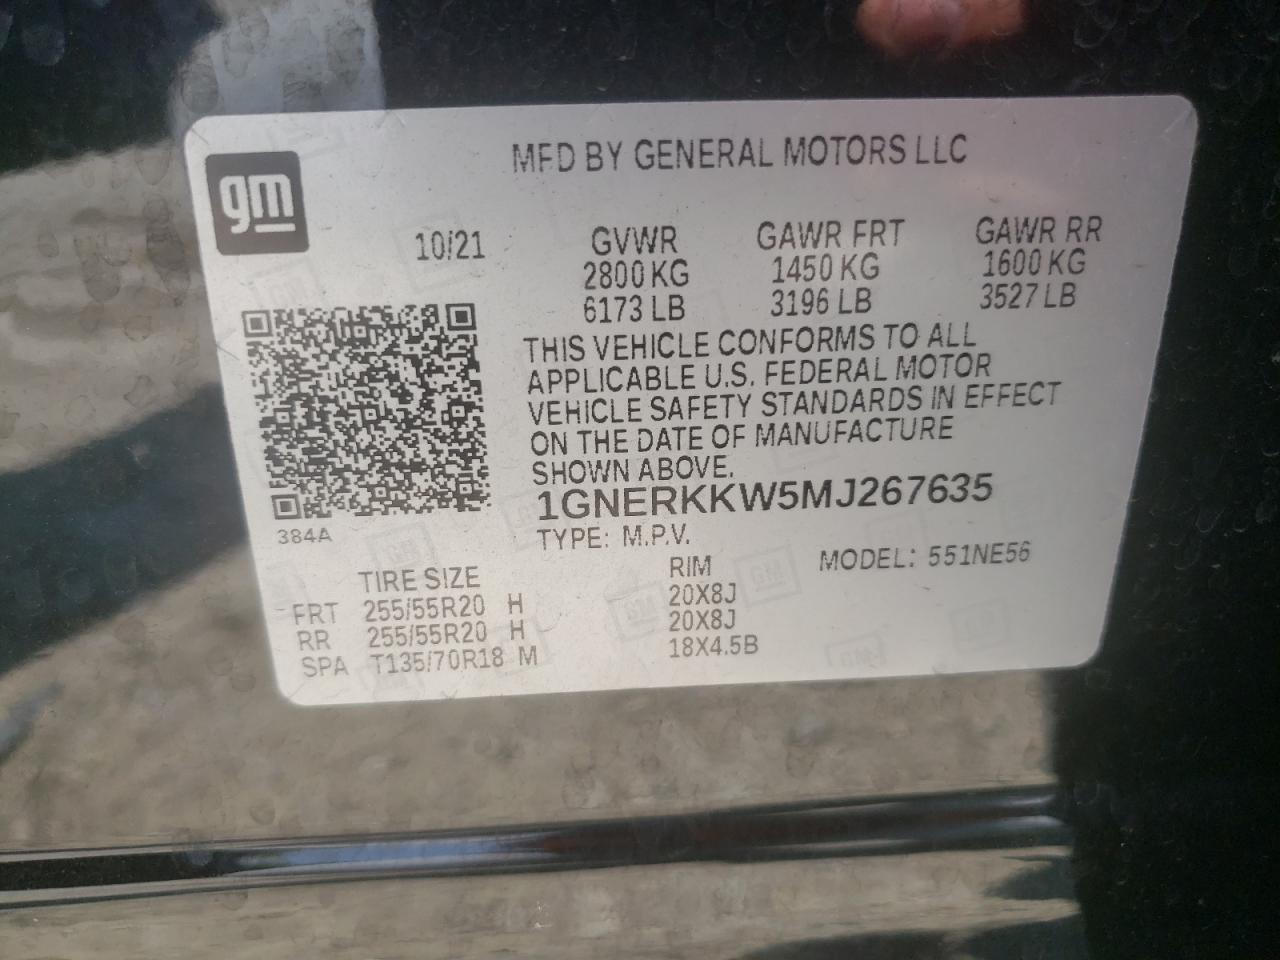 MFD BY GENERAL MOTORS LLC
gm
10/21 GVWR GAWR FRT GAWR RR
2800 KG 1450 KG 1600 KG
6173 LB 3196 LB 3527 LB
THIS VEHICLE CONFORMS TO ALL
APPLICABLE U.S. FEDERAL MOTOR
VEHICLE SAFETY STANDARDS IN EFFECT
ON THE DATE OF MANUFACTURE
SHOWN ABOVE.
1GNERKKW5MJ267635
384A
TYPE: M.P.V. MODEL: 551NE56
TIRE SIZE RIM
FRT 255/55R20 H 20X8J
RR 255/55R20 H 20X8J
SPA T135/70R18 M 18X4.5B